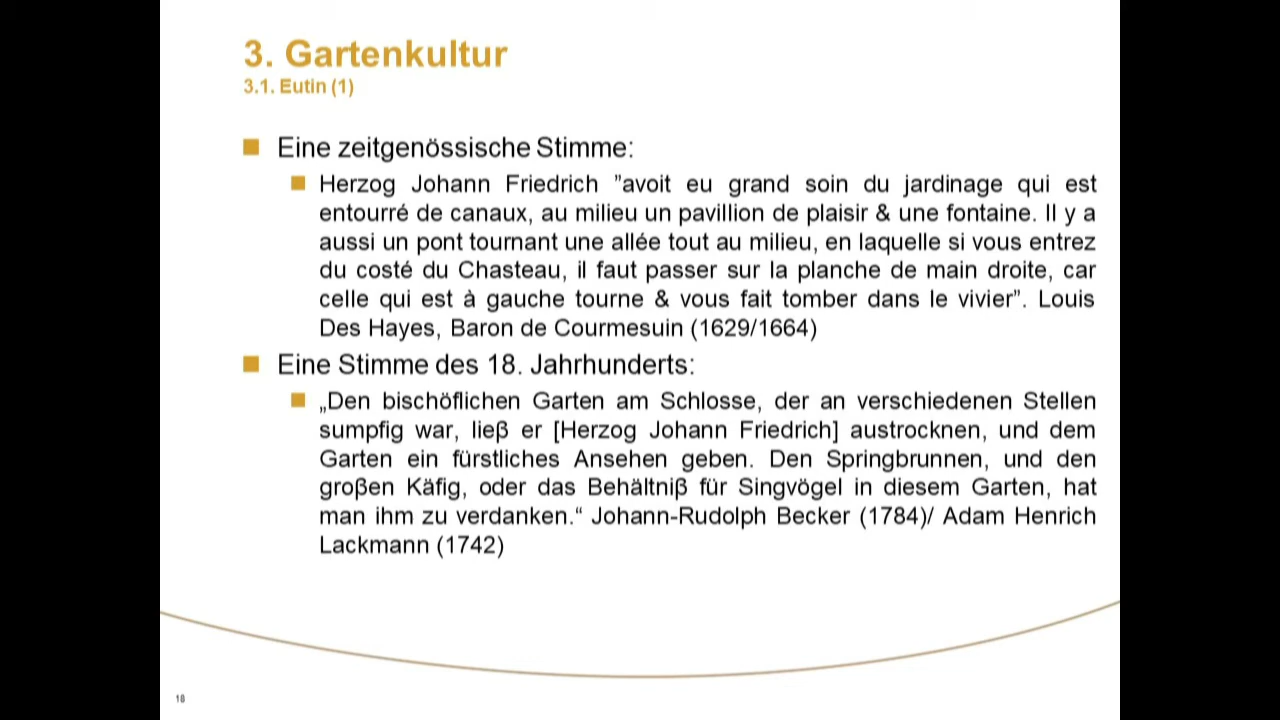 3. Gartenkultur
3.1. Eutin (1)
Eine zeitgenössische Stimme:
Herzog Johann Friedrich ”avoit eu grand soin du jardinage qui est
entourré de canaux, au milieu un pavillion de plaisir & une fontaine. Il y a
aussi un pont tournant une allée tout au milieu, en laquelle si vous entrez
du costé du Chasteau, il faut passer sur la planche de main droite, car
celle qui est à gauche tourne & vous fait tomber dans le vivier”. Louis
Des Hayes, Baron de Courmesuin (1629/1664)
Eine Stimme des 18. Jahrhunderts:
„Den bischöflichen Garten am Schlosse, der an verschiedenen Stellen
sumpfig war, ließ er [Herzog Johann Friedrich] austrocknen, und dem
Garten ein fürstliches Ansehen geben. Den Springbrunnen, und den
großen Käfig, oder das Behältniß für Singvögel in diesem Garten, hat
man ihm zu verdanken.“ Johann-Rudolph Becker (1784)/ Adam Henrich
Lackmann (1742)
18